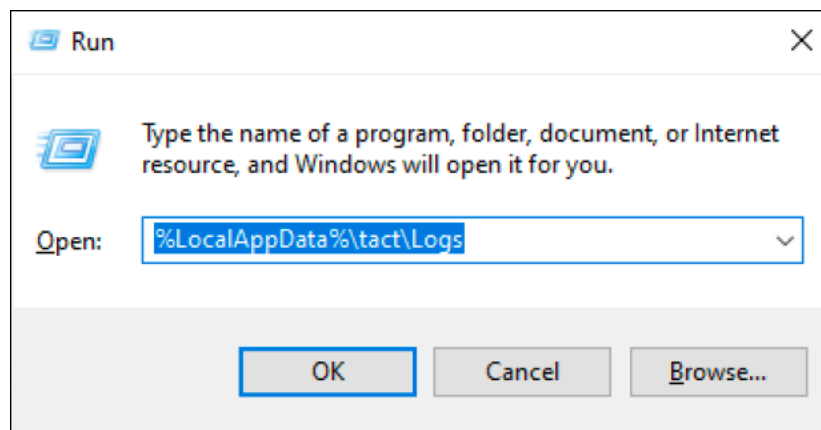 Run
Type the name of a program, folder, document, or Internet
resource, and Windows will open it for you.
Open: %LocalAppData%\tact\Logs
OK Cancel Browse...